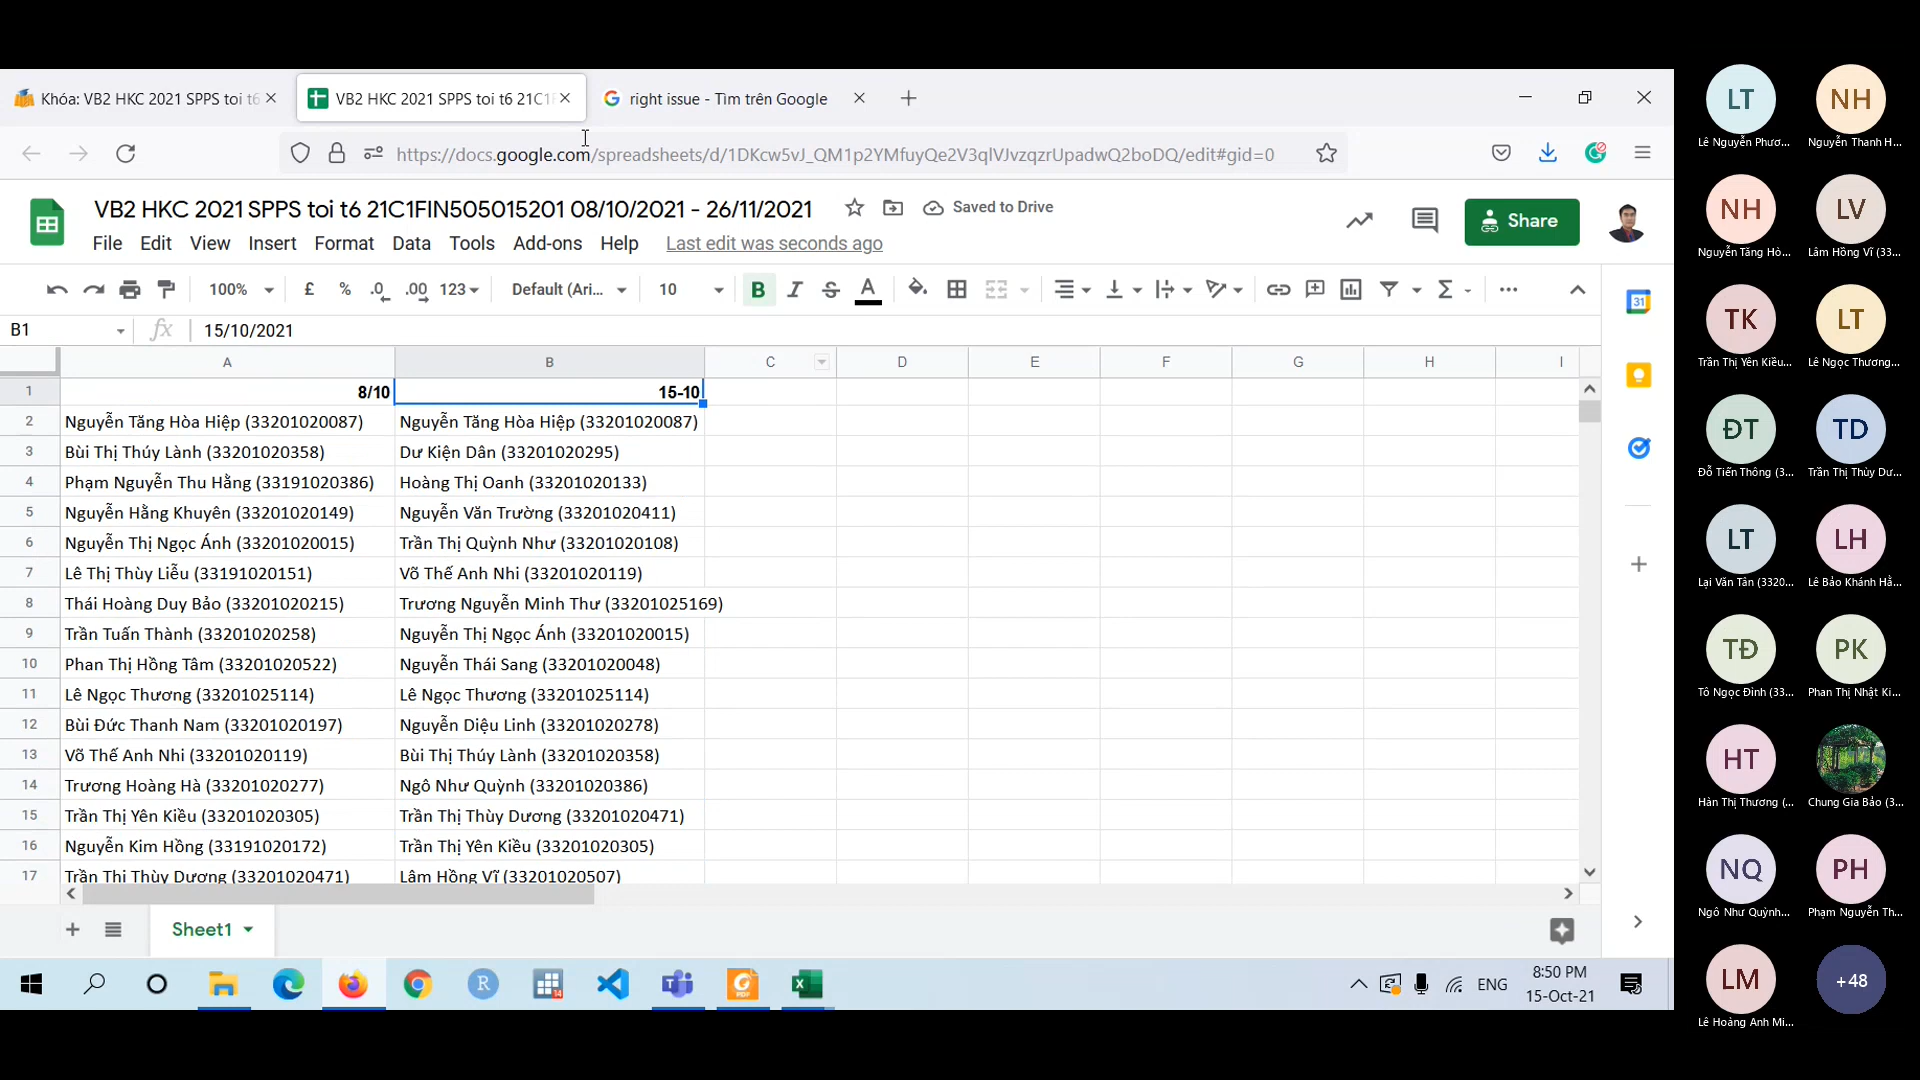 Khóa: VB2 HKC 2021 SPPS toi t6
VB2 HKC 2021 SPPS toi t6 21C1F
right issue - Tìm trên Google
https://docs.google.com/spreadsheets/d/1DKcw5vJ_QM1p2YMfuyQe2V3qlVJvzqzrUpadwQ2boDQ/edit#gid=0
VB2 HKC 2021 SPPS toi t6 21C1FIN505015201 08/10/2021 - 26/11/2021
Saved to Drive
Share
File Edit View Insert Format Data Tools Add-ons Help Last edit was seconds ago
100% £ % .0 .00 123 Default (Ari... 10 B I S A Σ
31
B1 fx 15/10/2021
A B C D E F G H I
1 8/10 15-10
2 Nguyễn Tăng Hòa Hiệp (33201020087) Nguyễn Tăng Hòa Hiệp (33201020087)
3 Bùi Thị Thúy Lành (33201020358) Dư Kiện Dân (33201020295)
4 Phạm Nguyễn Thu Hằng (33191020386) Hoàng Thị Oanh (33201020133)
5 Nguyễn Hằng Khuyên (33201020149) Nguyễn Văn Trường (33201020411)
6 Nguyễn Thị Ngọc Ánh (33201020015) Trần Thị Quỳnh Như (33201020108)
7 Lê Thị Thùy Liễu (33191020151) Võ Thế Anh Nhi (33201020119)
8 Thái Hoàng Duy Bảo (33201020215) Trương Nguyễn Minh Thư (33201025169)
9 Trần Tuấn Thành (33201020258) Nguyễn Thị Ngọc Ánh (33201020015)
10 Phan Thị Hồng Tâm (33201020522) Nguyễn Thái Sang (33201020048)
11 Lê Ngọc Thương (33201025114) Lê Ngọc Thương (33201025114)
12 Bùi Đức Thanh Nam (33201020197) Nguyễn Diệu Linh (33201020278)
13 Võ Thế Anh Nhi (33201020119) Bùi Thị Thúy Lành (33201020358)
14 Trương Hoàng Hà (33201020277) Ngô Như Quỳnh (33201020386)
15 Trần Thị Yên Kiều (33201020305) Trần Thị Thùy Dương (33201020471)
16 Nguyễn Kim Hồng (33191020172) Trần Thị Yên Kiều (33201020305)
17 Trần Thị Thùy Dương (33201020471) Lâm Hồng Vĩ (33201020507)
Sheet1
R
14
PDF
ENG
8:50 PM
15-Oct-21
LT NH
Lê Nguyễn Phươ... Nguyễn Thanh H...
NH LV
Nguyễn Tăng Hò... Lâm Hồng Vĩ (33...
TK LT
Trần Thị Yên Kiều... Lê Ngọc Thương...
ĐT TD
Đỗ Tiến Thông (3... Trần Thị Thùy Dư...
LT LH
Lại Văn Tân (3320... Lê Bảo Khánh Hằ...
TĐ PK
Tô Ngọc Đỉnh (33... Phan Thị Nhật Ki...
HT
Hàn Thị Thương (... Chung Gia Bảo (3...
NQ PH
Ngô Như Quỳnh... Phạm Nguyễn Th...
LM +48
Lê Hoàng Anh Mi...